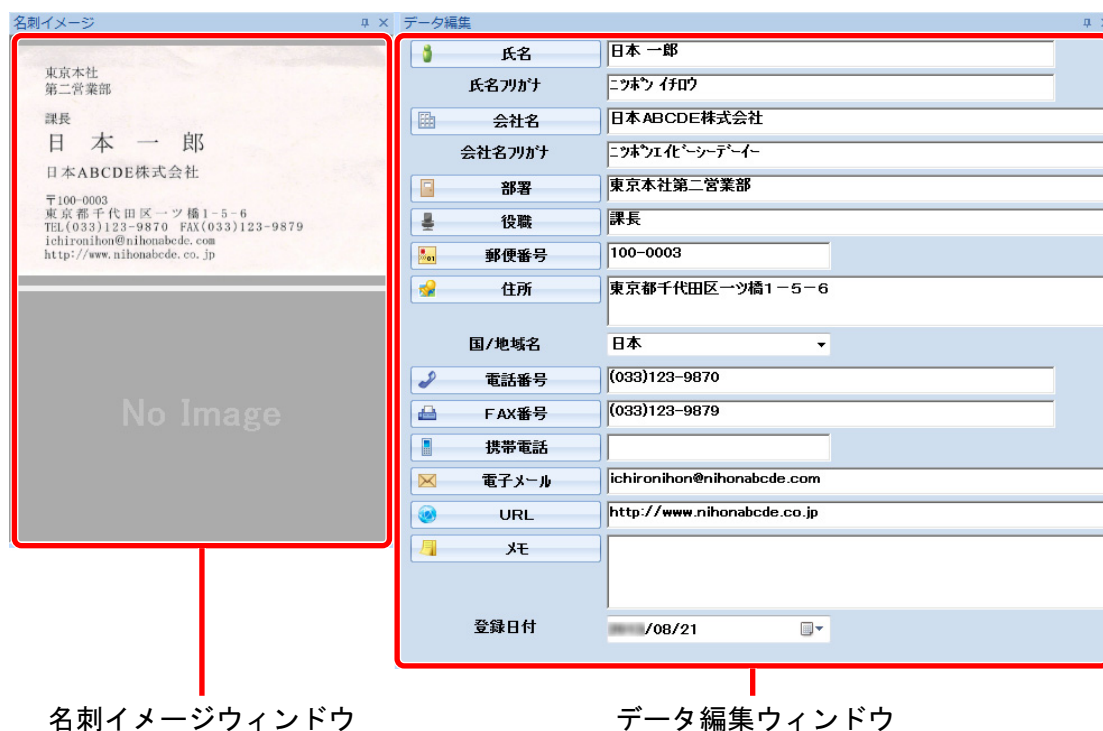 名刺イメージ
東京本社
第二営業部
課長
日 本 一 郎
日本ABCDE株式会社
〒100-0003
東京都千代田区一ツ橋1-5-6
TEL(033)123-9870 FAX(033)123-9879
ichironihon@nihonabcde.com
http://www.nihonabcde.co.jp
No Image
データ編集
氏名 日本 一郎
氏名フリガナ ニッポン イチロウ
会社名 日本ABCDE株式会社
会社名フリガナ ニッポンエイビーシーデーイー
部署 東京本社第二営業部
役職 課長
郵便番号 100-0003
住所 東京都千代田区一ツ橋1-5-6
国/地域名 日本
電話番号 (033)123-9870
FAX番号 (033)123-9879
携帯電話
電子メール ichironihon@nihonabcde.com
URL http://www.nihonabcde.co.jp
メモ
登録日付 /08/21
名刺イメージウィンドウ
データ編集ウィンドウ